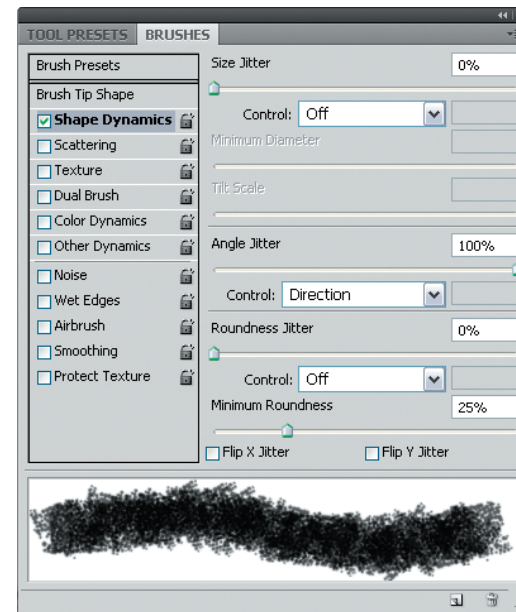 TOOL PRESETS BRUSHES
Brush Presets
Brush Tip Shape
Shape Dynamics
Scattering
Texture
Dual Brush
Color Dynamics
Other Dynamics
Noise
Wet Edges
Airbrush
Smoothing
Protect Texture
Size Jitter 0%
Control: Off
Minimum Diameter
Tilt Scale
Angle Jitter 100%
Control: Direction
Roundness Jitter 0%
Control: Off
Minimum Roundness 25%
Flip X Jitter Flip Y Jitter